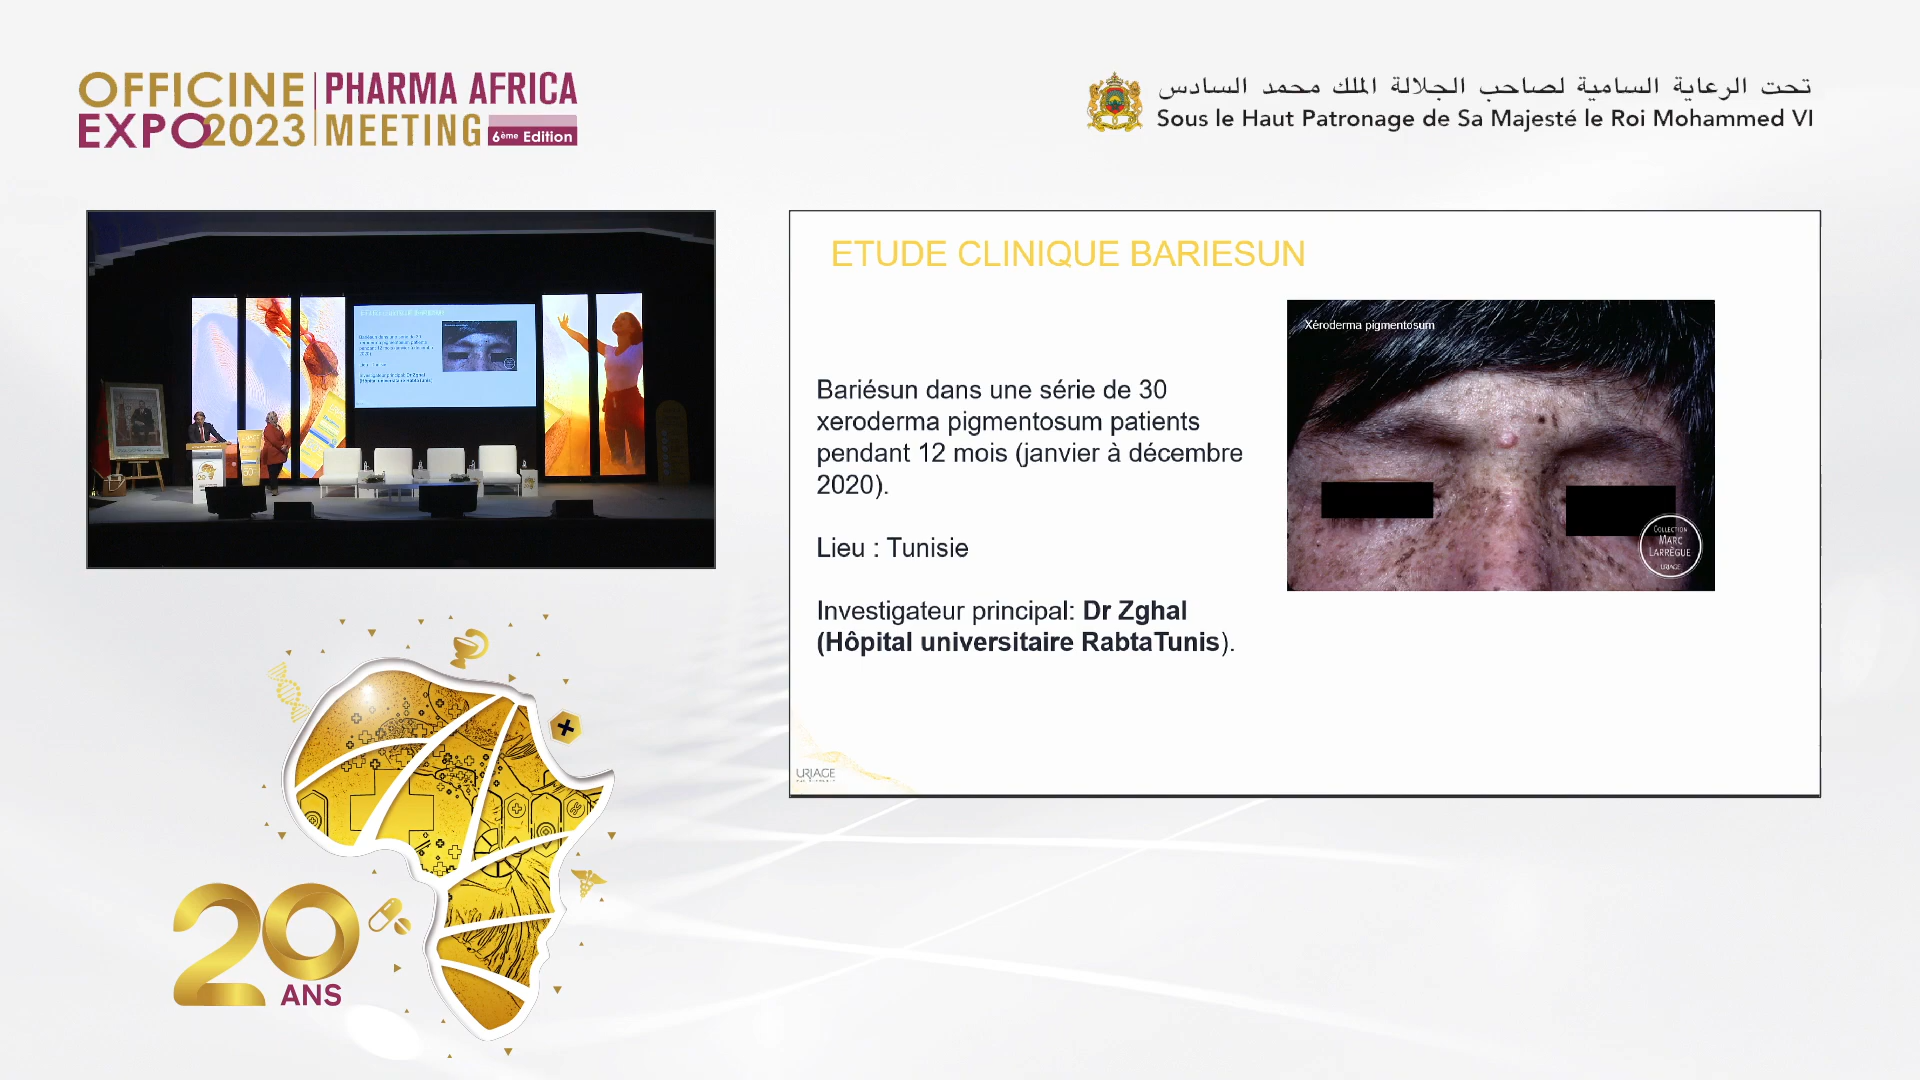 OFFICINE
EXPO2023
PHARMA AFRICA
MEETING
6ème Edition
تحت الرعاية السامية لصاحب الجلالة الملك محمد السادس
Sous le Haut Patronage de Sa Majesté le Roi Mohammed VI
ETUDE CLINIQUE BARIESUN
Bariésun dans une série de 30
xeroderma pigmentosum patients
pendant 12 mois (janvier à décembre
2020).
Lieu : Tunisie
Investigateur principal: Dr Zghal
(Hôpital universitaire RabtaTunis).
Xéroderma pigmentosum
COLLECTION
MARC
LARRÈGUE
URIAGE
URIAGE
20
ANS